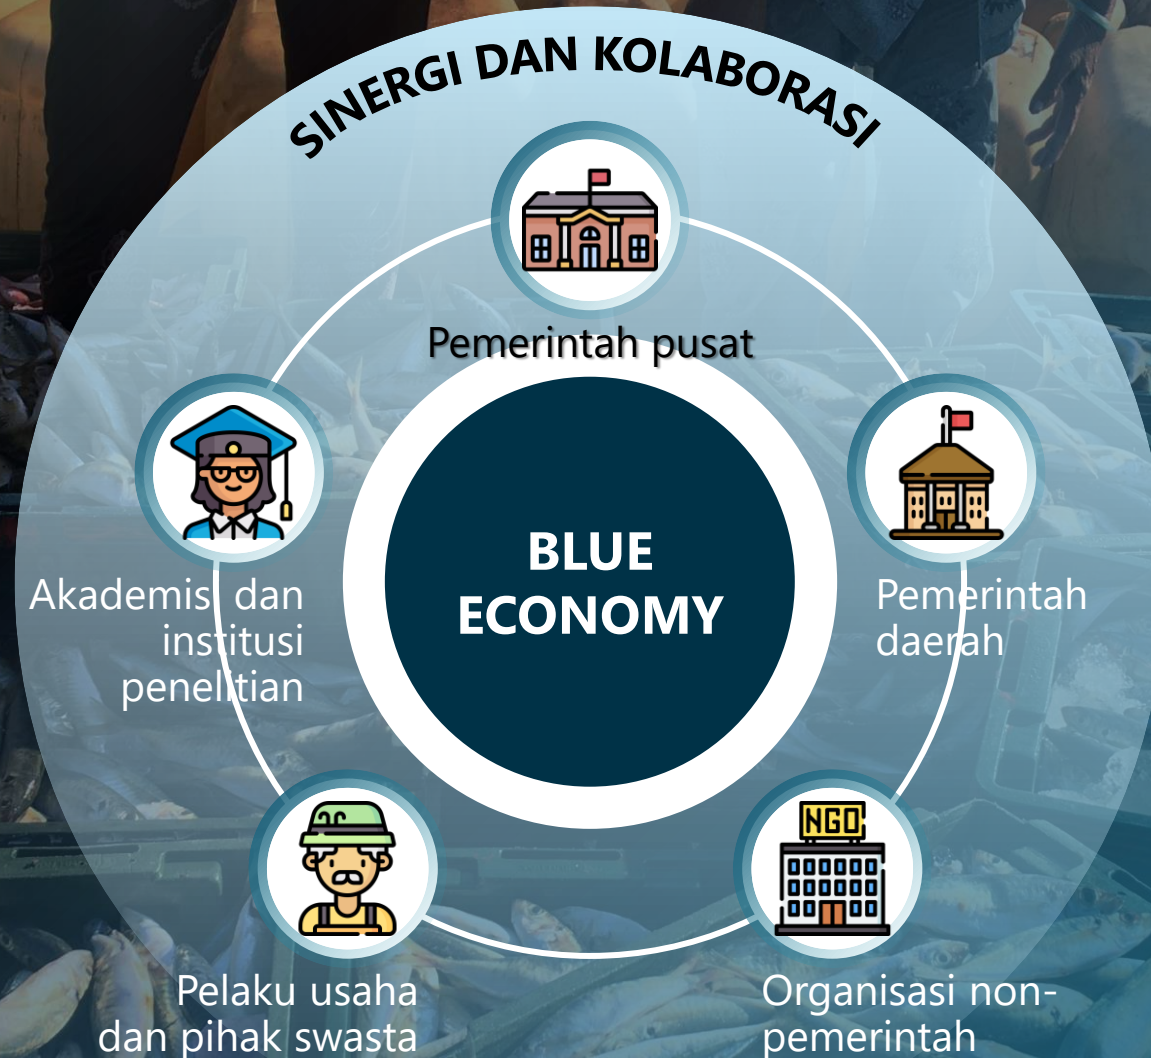 SINERGI DAN KOLABORASI
Pemerintah pusat
Akademisi dan
institusi
penelitian
BLUE
ECONOMY
Pemerintah
daerah
NGO
Pelaku usaha
dan pihak swasta
Organisasi non-
pemerintah